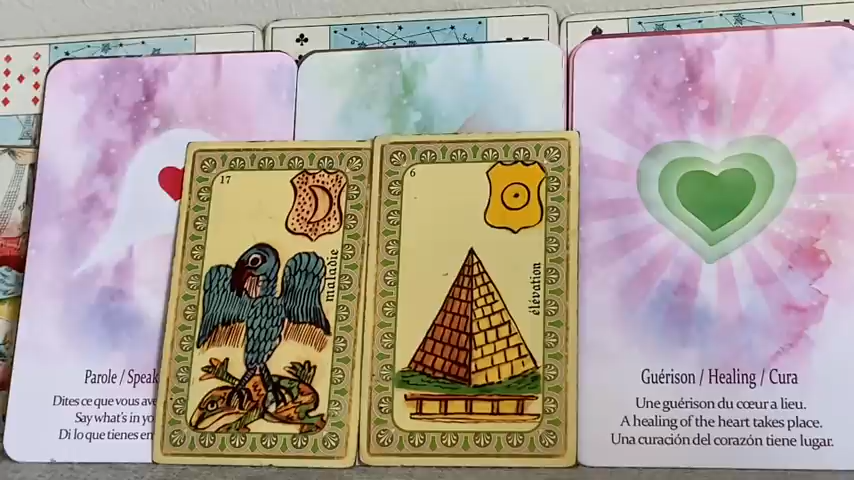 Parole / Speak
Dites ce que vous ave
Say what's in yo
Di lo que tienes en
17
maladie
6
élévation
Guérison / Healing / Cura
Une guérison du cœur a lieu.
A healing of the heart takes place.
Una curación del corazón tiene lugar.